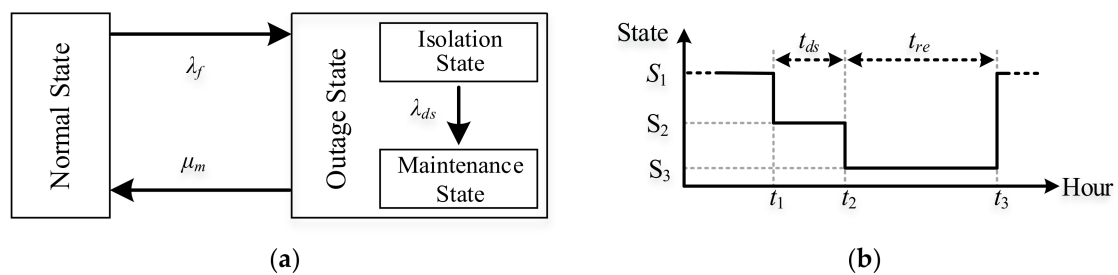 Normal State
λf
μm
Outage State
Isolation
State
λds
Maintenance
State
(a)
State
S1
S2
S3
tds
tre
t1
t2
t3
Hour
(b)